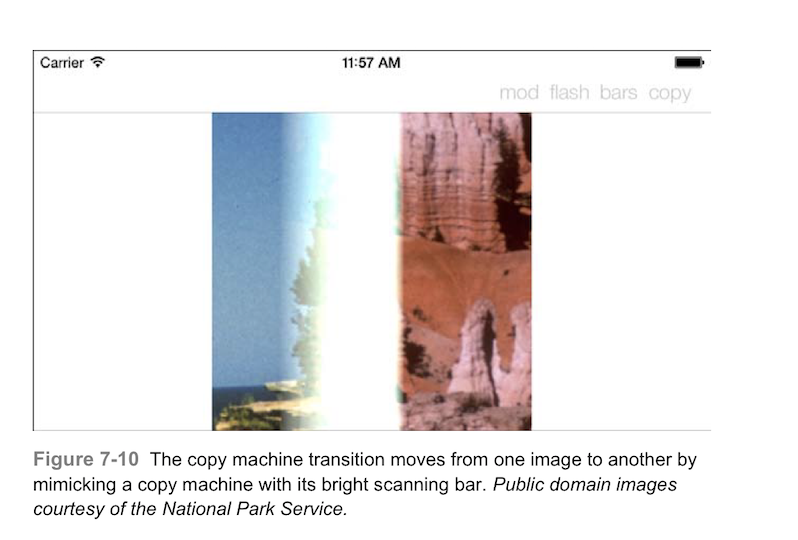 Carrier 11:57 AM
mod flash bars copy
Figure 7-10 The copy machine transition moves from one image to another by
mimicking a copy machine with its bright scanning bar. Public domain images
courtesy of the National Park Service.